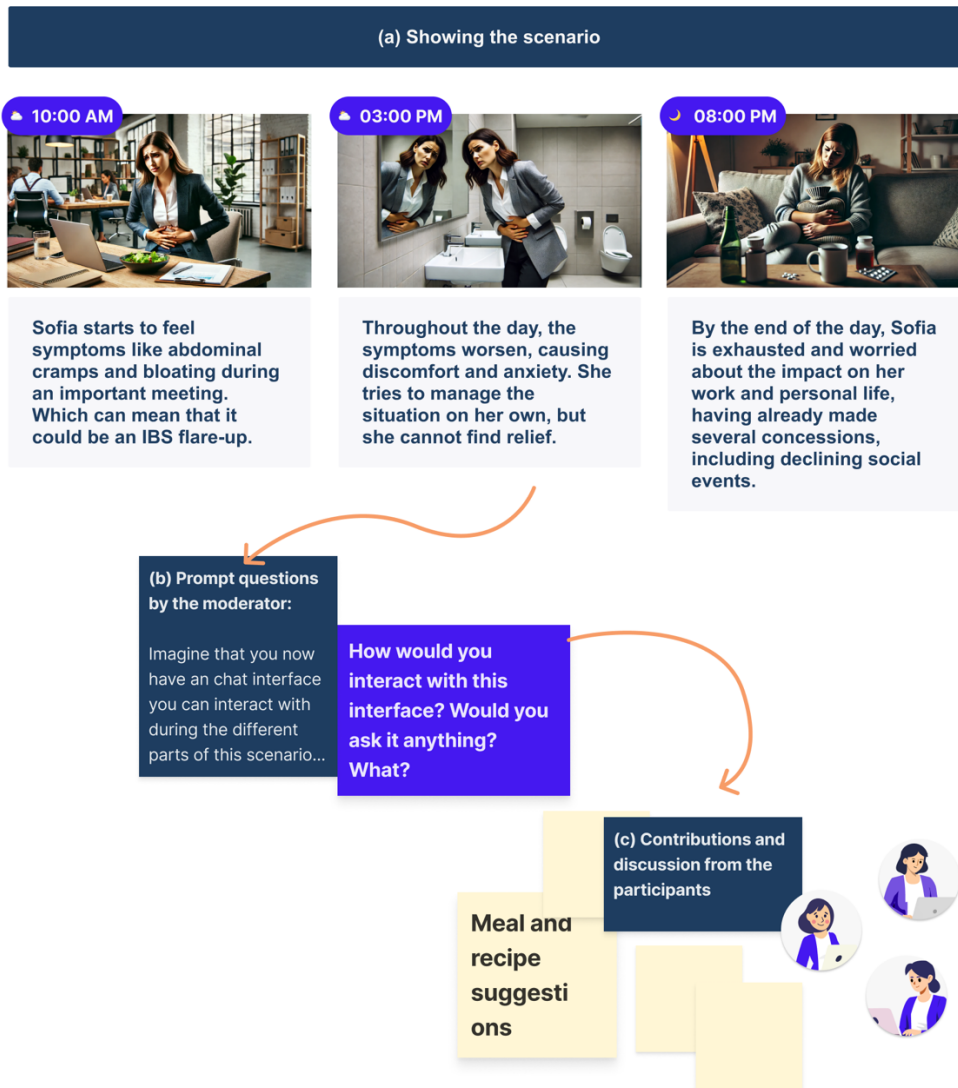 (a) Showing the scenario
10:00 AM
03:00 PM
08:00 PM
Sofia starts to feel
symptoms like abdominal
cramps and bloating during
an important meeting.
Which can mean that it
could be an IBS flare-up.
Throughout the day, the
symptoms worsen, causing
discomfort and anxiety. She
tries to manage the
situation on her own, but
she cannot find relief.
By the end of the day, Sofia
is exhausted and worried
about the impact on her
work and personal life,
having already made
several concessions,
including declining social
events.
(b) Prompt questions
by the moderator:
Imagine that you now
have an chat interface
you can interact with
during the different
parts of this scenario...
How would you
interact with this
interface? Would you
ask it anything?
What?
(c) Contributions and
discussion from the
participants
Meal and
recipe
suggesti
ons